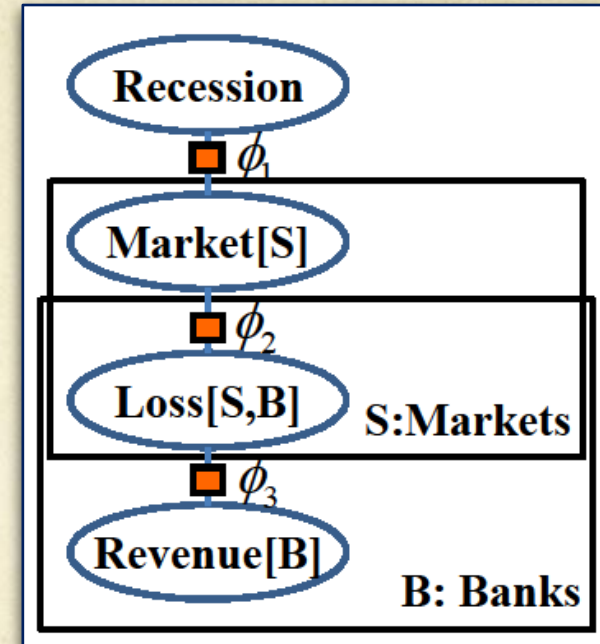 Recession
ϕ1
Market[S]
ϕ2
Loss[S,B]
S:Markets
ϕ3
Revenue[B]
B: Banks